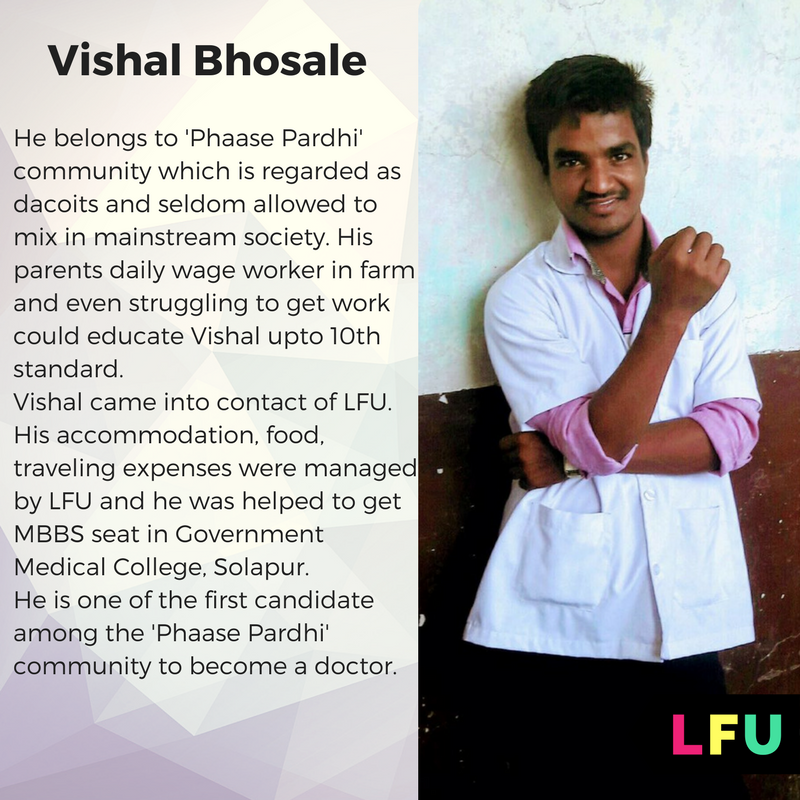 Vishal Bhosale
He belongs to 'Phaase Pardhi'
community which is regarded as
dacoits and seldom allowed to
mix in mainstream society. His
parents daily wage worker in farm
and even struggling to get work
could educate Vishal upto 10th
standard.
Vishal came into contact of LFU.
His accommodation, food,
traveling expenses were managed
by LFU and he was helped to get
MBBS seat in Government
Medical College, Solapur.
He is one of the first candidate
among the 'Phaase Pardhi'
community to become a doctor.
LFU